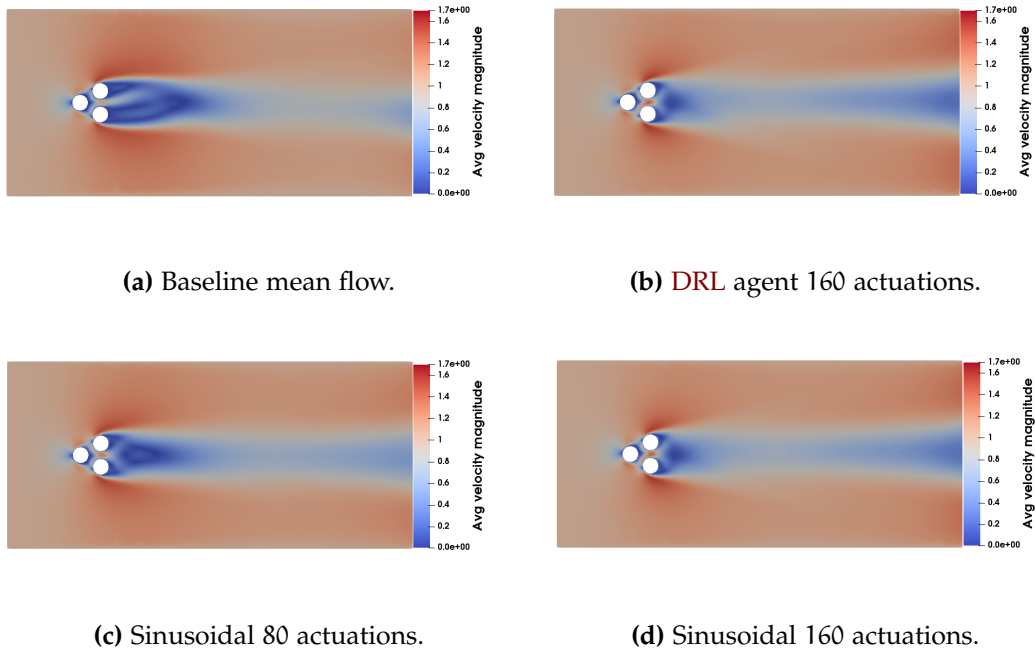 1.7e+00
1.6
1.4
1.2
1
0.8
0.6
0.4
0.2
0.0e+00
Avg velocity magnitude
1.7e+00
1.6
1.4
1.2
1
0.8
0.6
0.4
0.2
0.0e+00
Avg velocity magnitude
(a) Baseline mean flow.
(b) DRL agent 160 actuations.
1.7e+00
1.6
1.4
1.2
1
0.8
0.6
0.4
0.2
0.0e+00
Avg velocity magnitude
1.7e+00
1.6
1.4
1.2
1
0.8
0.6
0.4
0.2
0.0e+00
Avg velocity magnitude
(c) Sinusoidal 80 actuations.
(d) Sinusoidal 160 actuations.